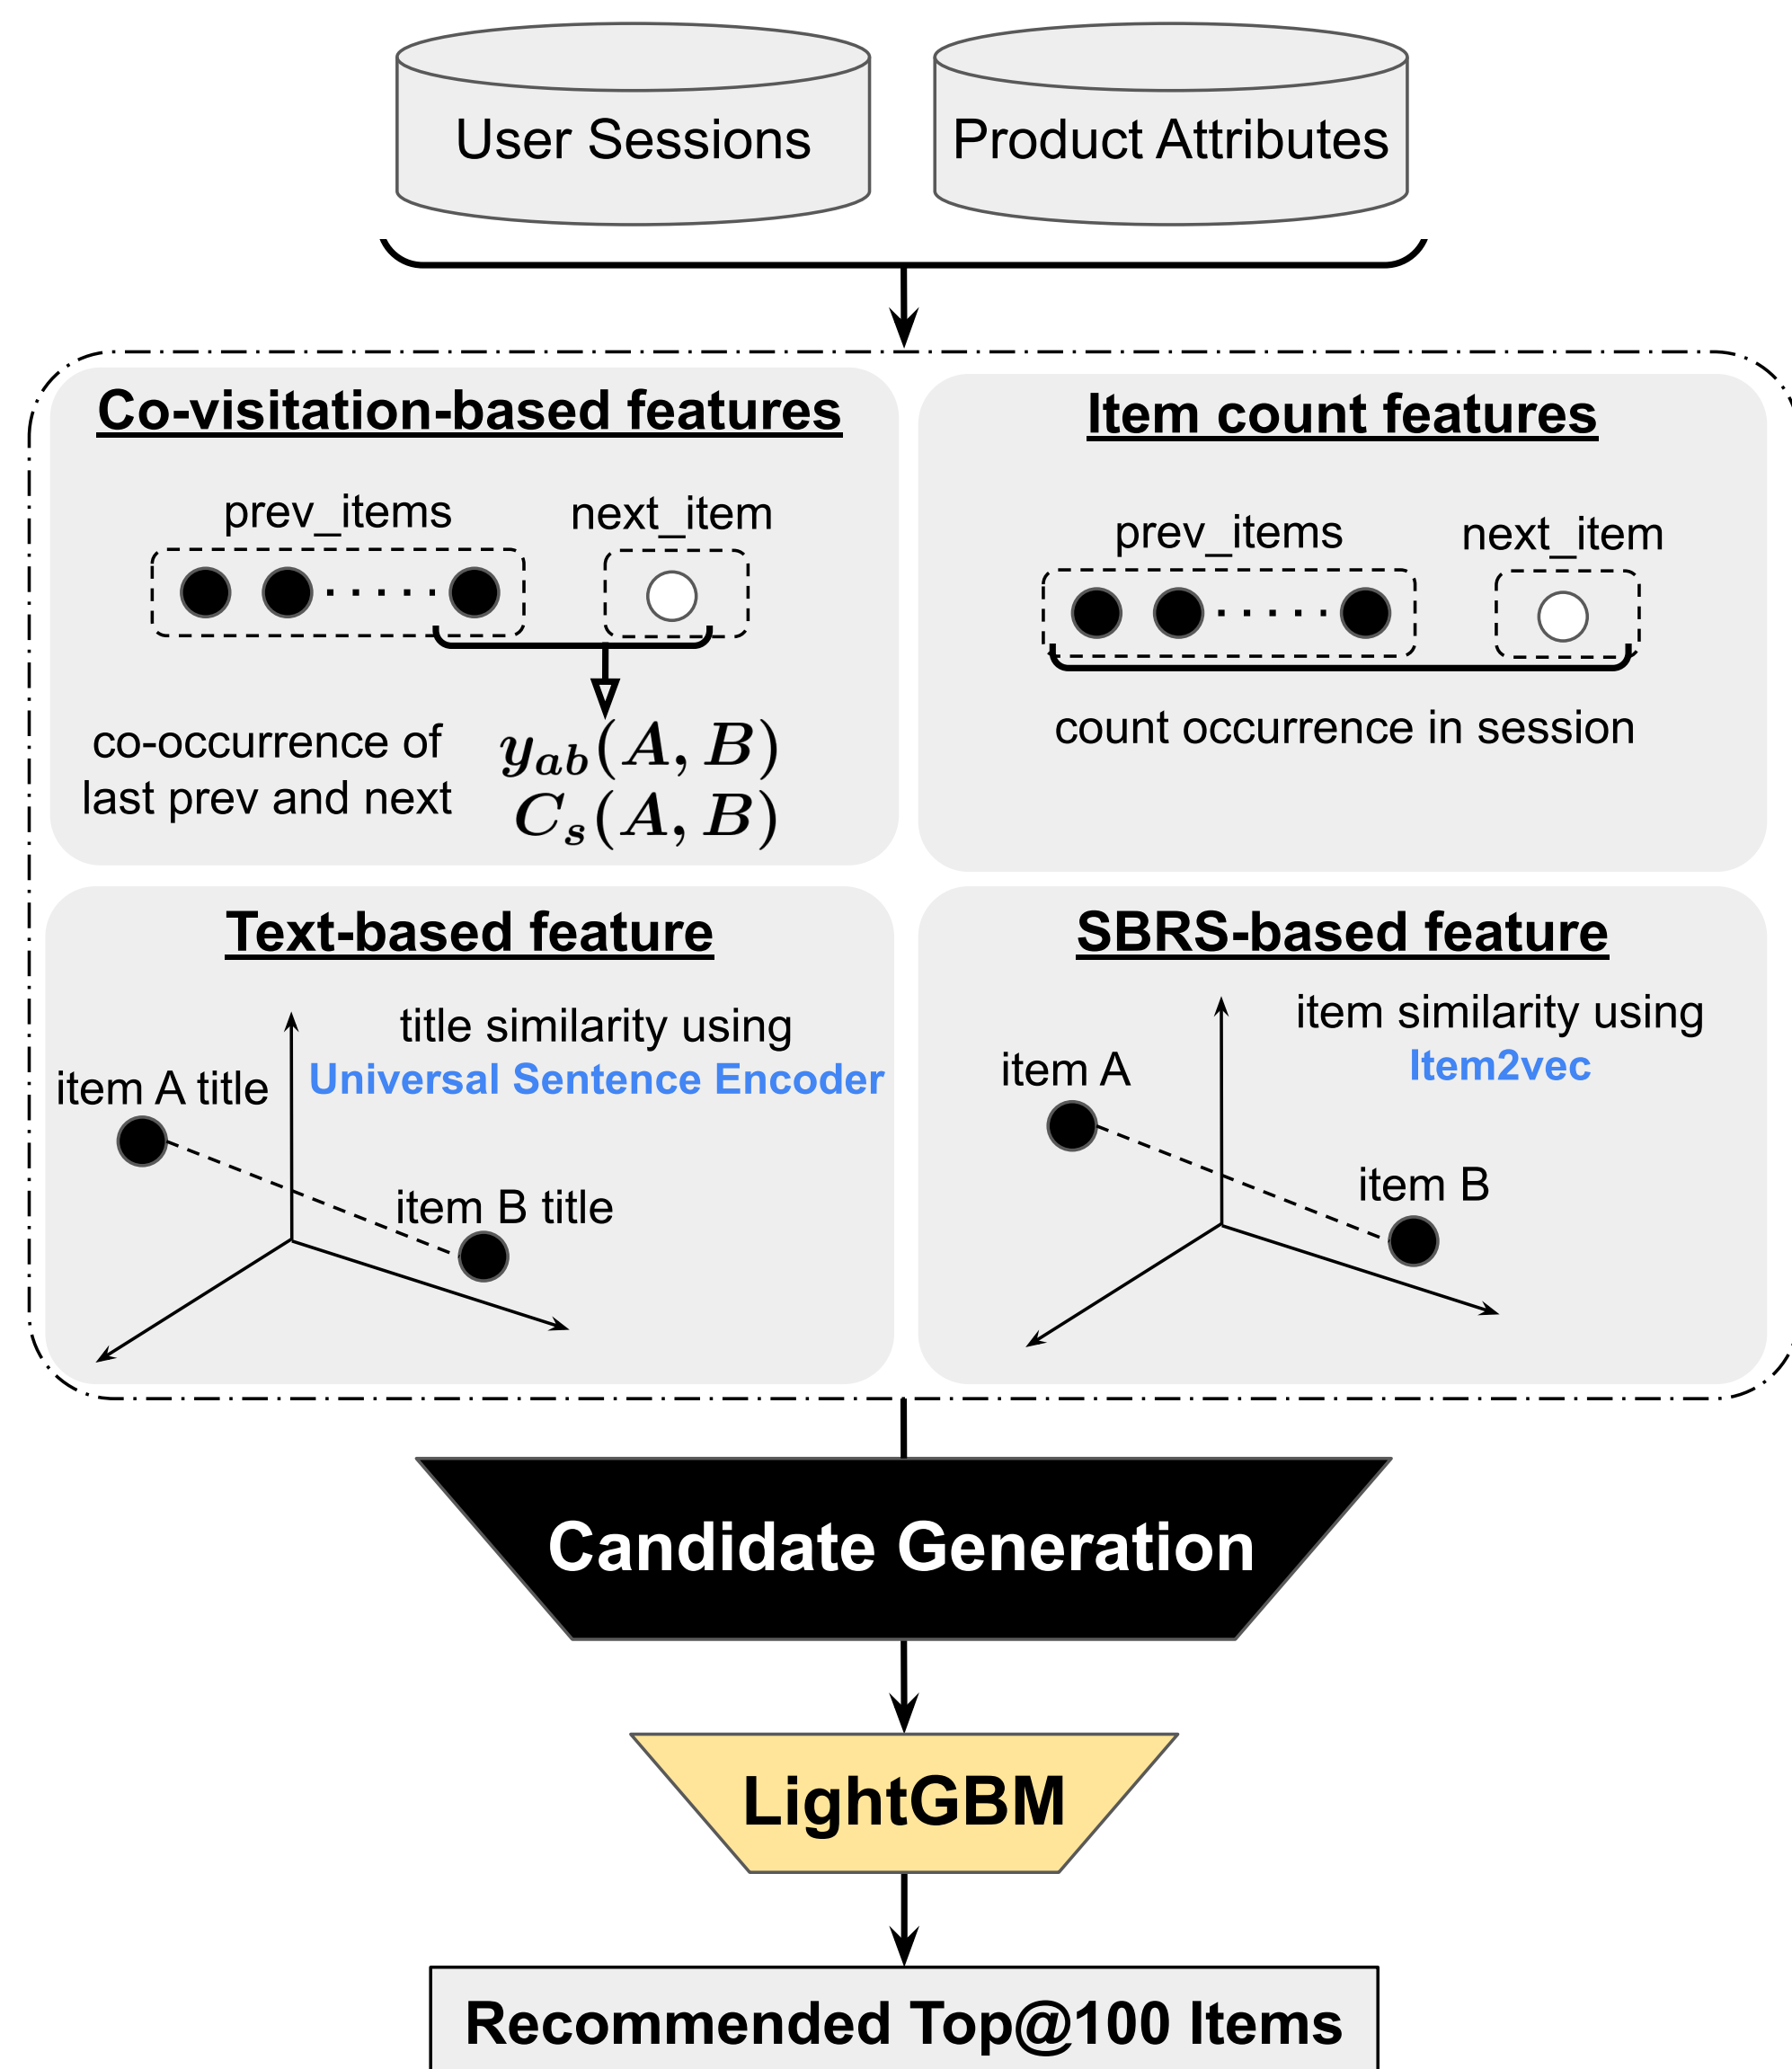 User Sessions
Product Attributes
Co-visitation-based features
prev_items
next_item
co-occurrence of
last prev and next
y_{ab}(A, B)
C_s(A, B)
Item count features
prev_items
next_item
count occurrence in session
Text-based feature
title similarity using
Universal Sentence Encoder
item A title
item B title
SBRS-based feature
item similarity using
Item2vec
item A
item B
Candidate Generation
LightGBM
Recommended Top@100 Items